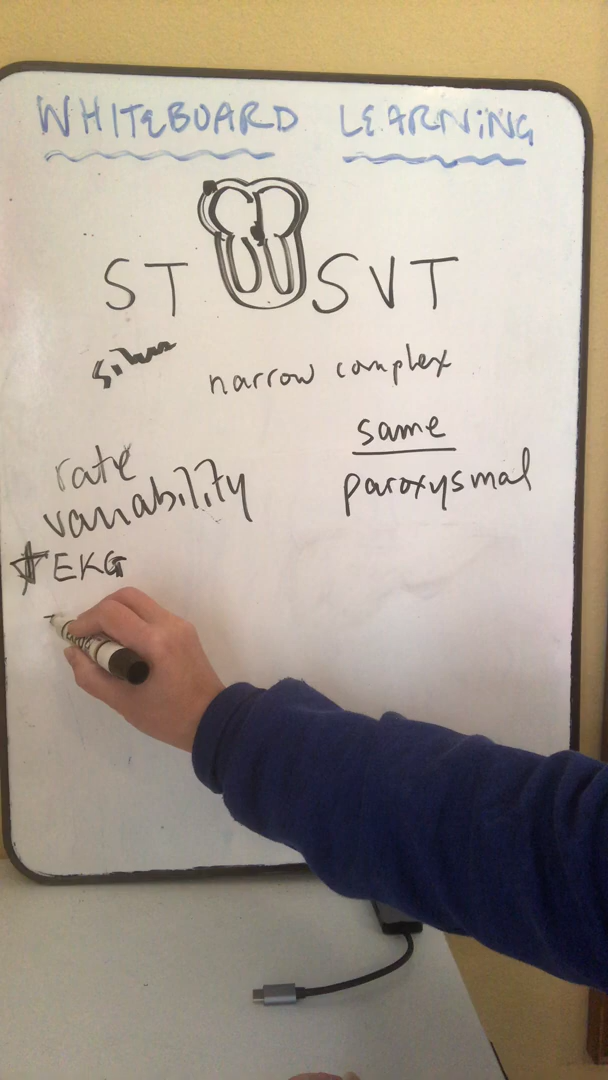 WHITEBOARD LEARNING
ST SVT
narrow complex
same
rate
variability
paroxysmal
EKG